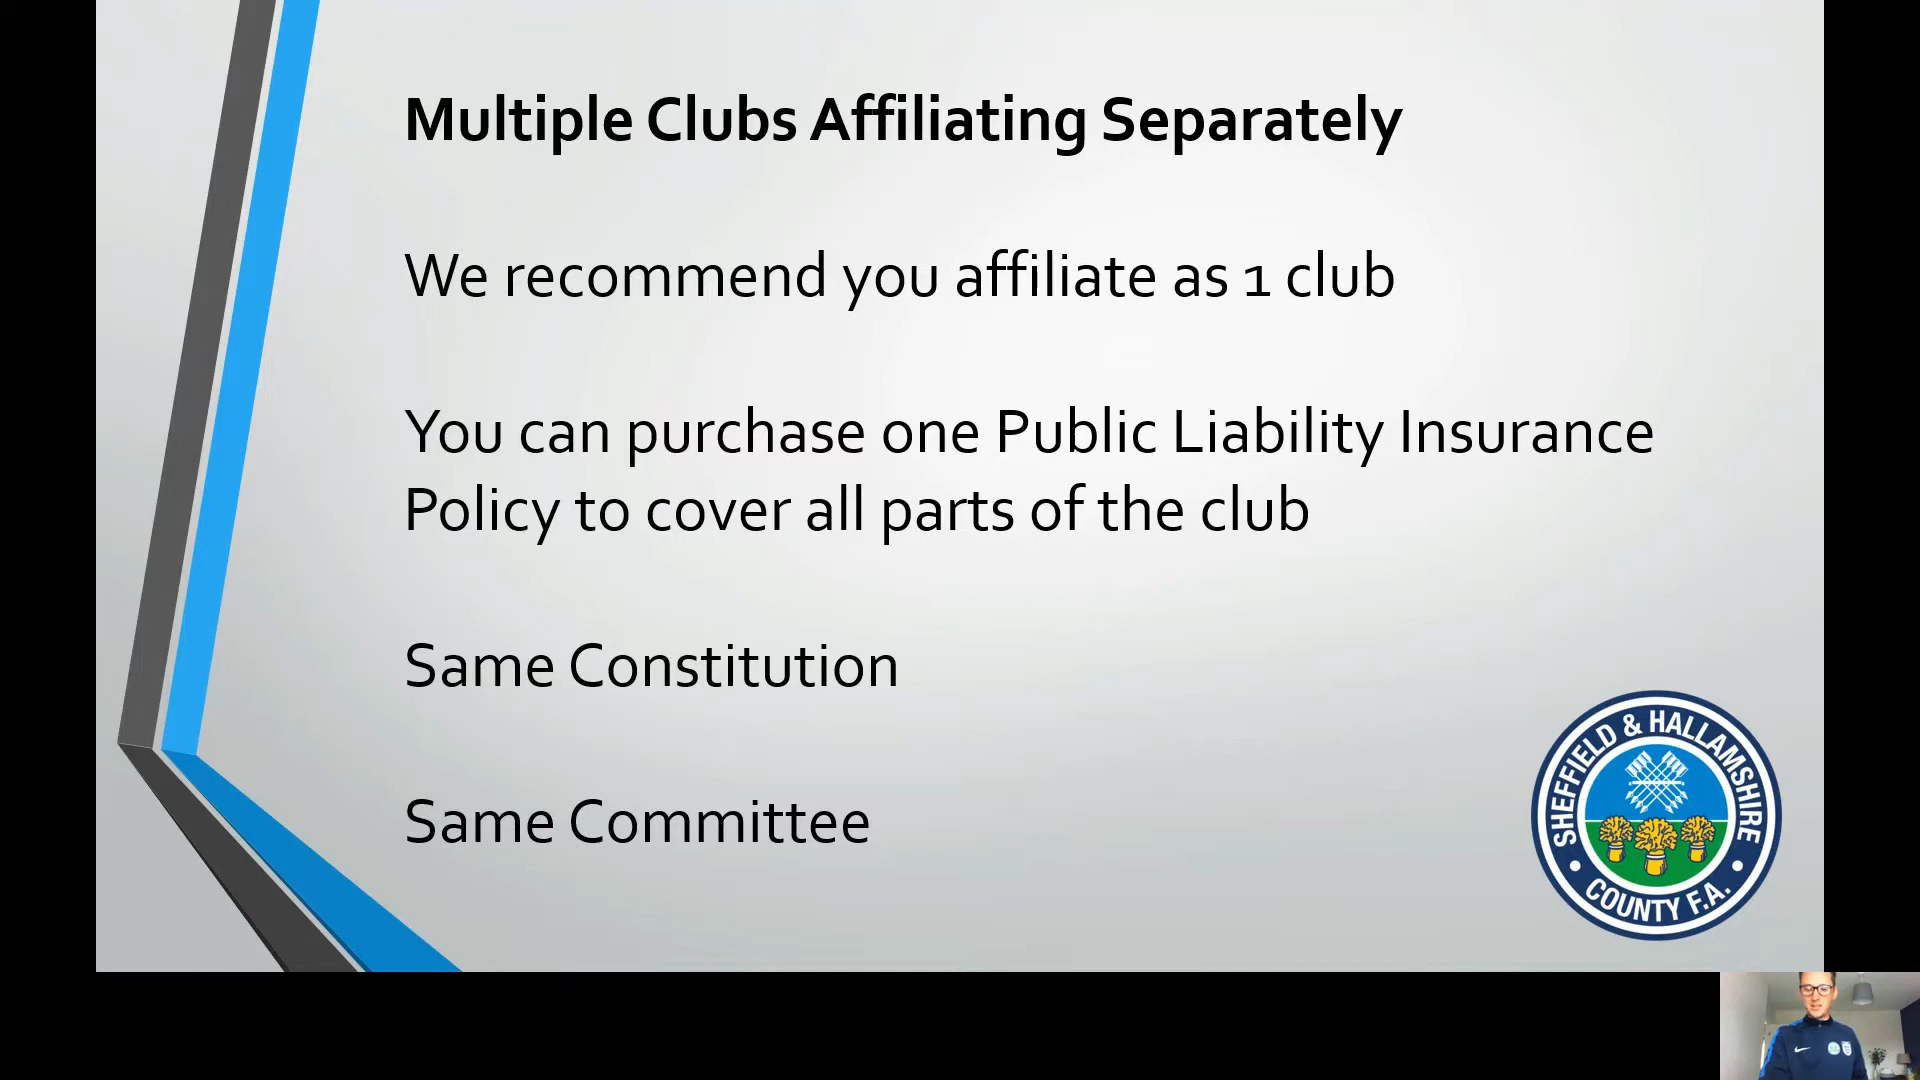 Multiple Clubs Affiliating Separately
We recommend you affiliate as 1 club
You can purchase one Public Liability Insurance
Policy to cover all parts of the club
Same Constitution
Same Committee
SHEFFIELD & HALLAMSHIRE
COUNTY F.A.